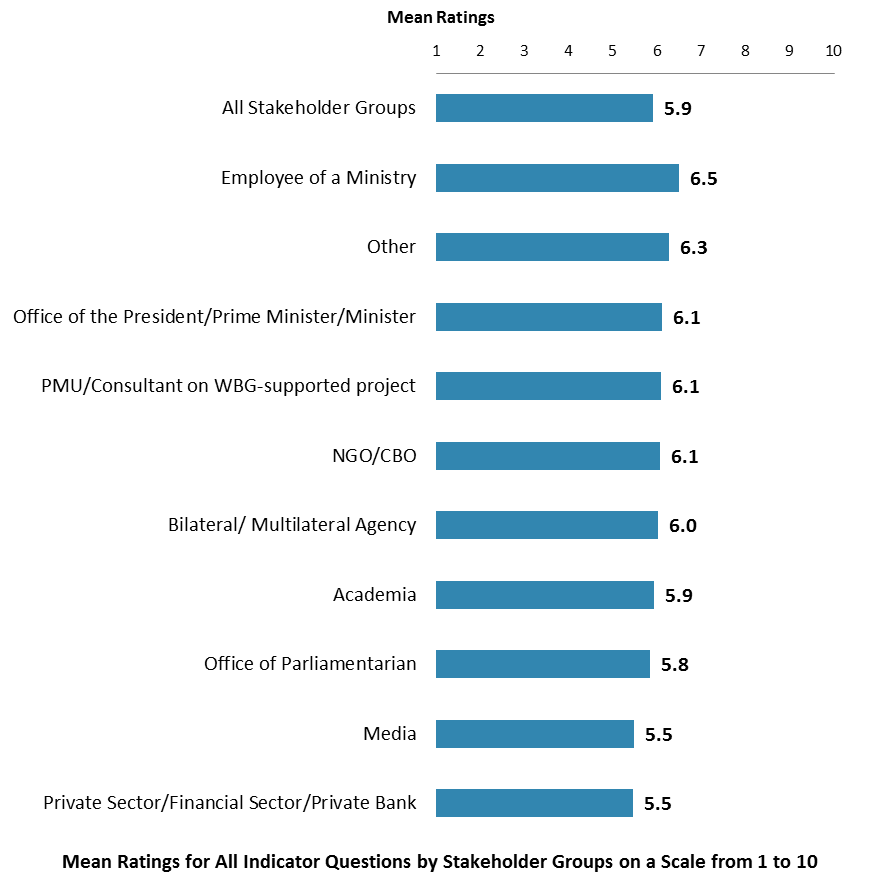 Mean Ratings
1 2 3 4 5 6 7 8 9 10
All Stakeholder Groups 5.9
Employee of a Ministry 6.5
Other 6.3
Office of the President/Prime Minister/Minister 6.1
PMU/Consultant on WBG-supported project 6.1
NGO/CBO 6.1
Bilateral/ Multilateral Agency 6.0
Academia 5.9
Office of Parliamentarian 5.8
Media 5.5
Private Sector/Financial Sector/Private Bank 5.5
Mean Ratings for All Indicator Questions by Stakeholder Groups on a Scale from 1 to 10